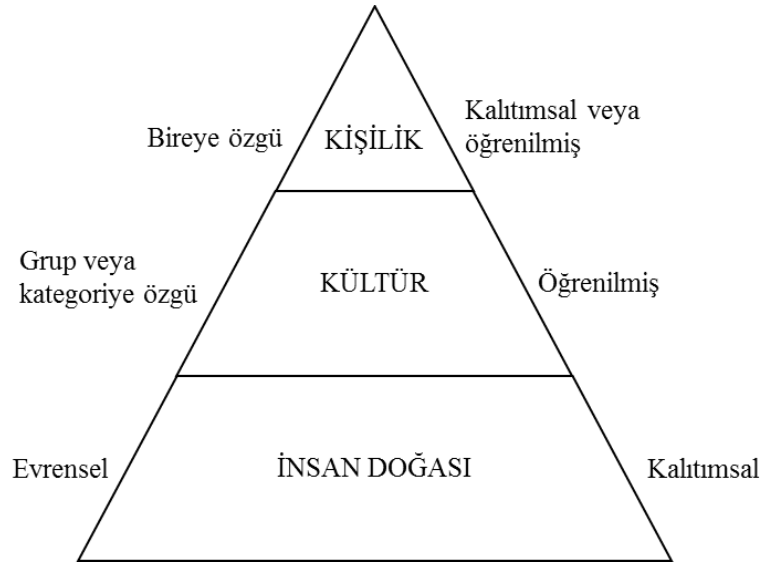 Bireye özgü
KİŞİLİK
Kalıtımsal veya
öğrenilmiş
Grup veya
kategoriye özgü
KÜLTÜR
Öğrenilmiş
Evrensel
İNSAN DOĞASI
Kalıtımsal